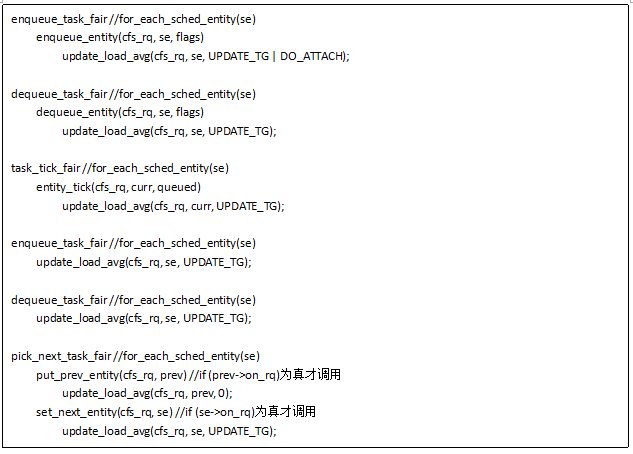 enqueue_task_fair //for_each_sched_entity(se)
enqueue_entity(cfs_rq, se, flags)
update_load_avg(cfs_rq, se, UPDATE_TG | DO_ATTACH);
dequeue_task_fair //for_each_sched_entity(se)
dequeue_entity(cfs_rq, se, flags)
update_load_avg(cfs_rq, se, UPDATE_TG);
task_tick_fair //for_each_sched_entity(se)
entity_tick(cfs_rq, curr, queued)
update_load_avg(cfs_rq, curr, UPDATE_TG);
enqueue_task_fair //for_each_sched_entity(se)
update_load_avg(cfs_rq, se, UPDATE_TG);
dequeue_task_fair //for_each_sched_entity(se)
update_load_avg(cfs_rq, se, UPDATE_TG);
pick_next_task_fair //for_each_sched_entity(se)
put_prev_entity(cfs_rq, prev) //if (prev->on_rq)为真才调用
update_load_avg(cfs_rq, prev, 0);
set_next_entity(cfs_rq, se) //if (se->on_rq)为真才调用
update_load_avg(cfs_rq, se, UPDATE_TG);